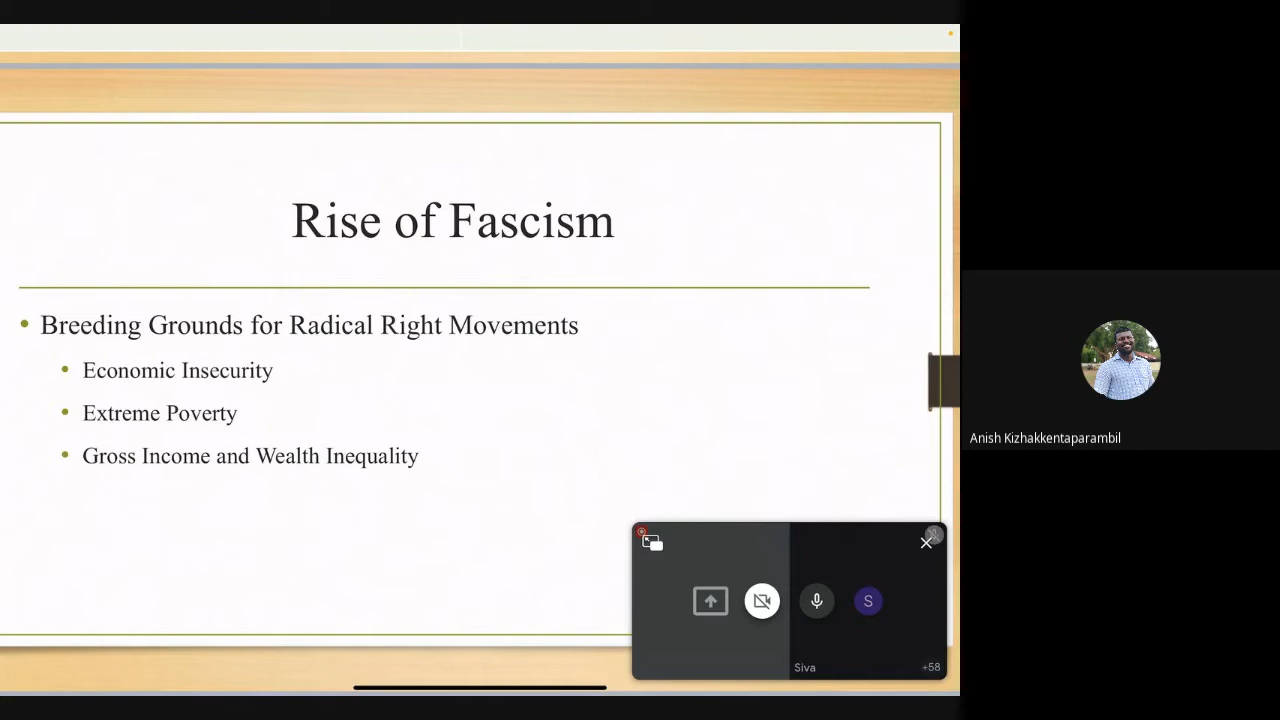 Rise of Fascism
• Breeding Grounds for Radical Right Movements
• Economic Insecurity
• Extreme Poverty
• Gross Income and Wealth Inequality
Anish Kizhakkentaparambil
S
Siva
+58